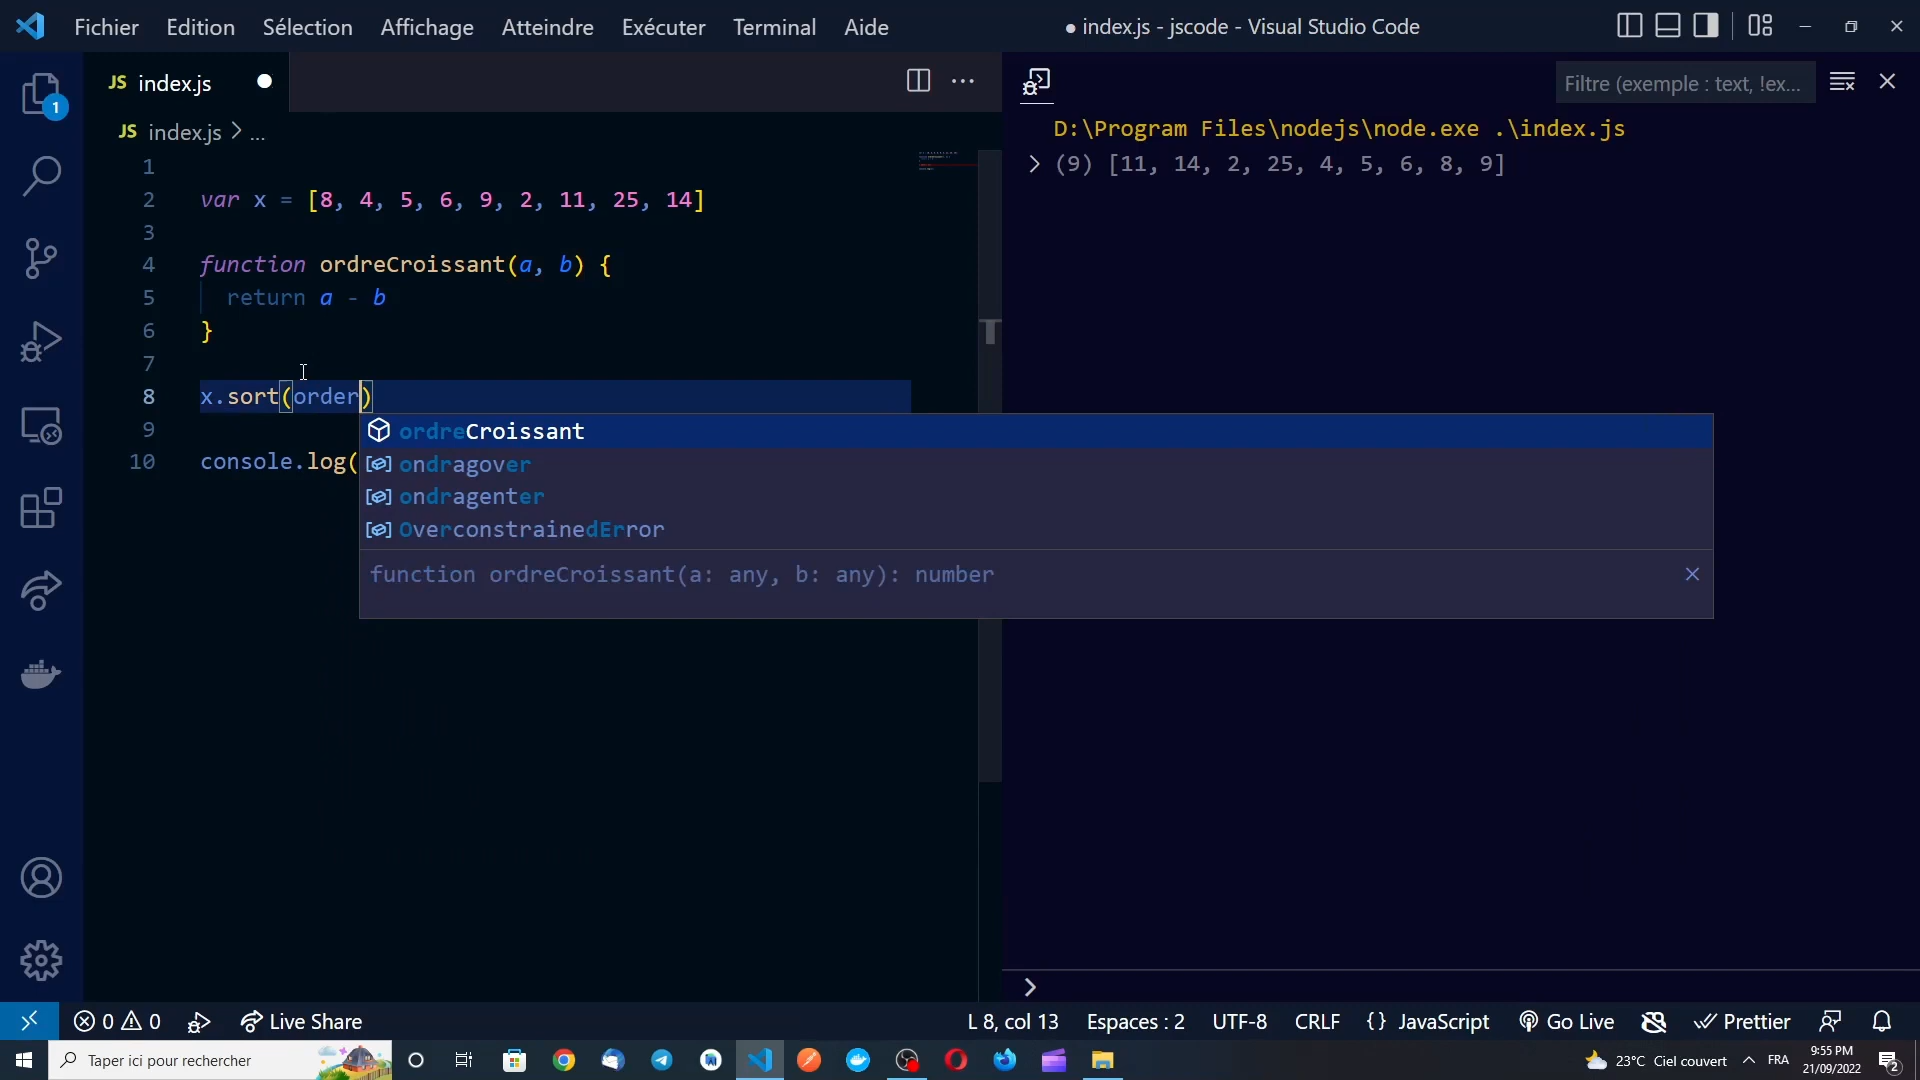 Fichier Edition Sélection Affichage Atteindre Exécuter Terminal Aide ● index.js - jscode - Visual Studio Code
JS index.js
Filtre (exemple : text, !ex...
JS index.js > ...
D:\Program Files\nodejs\node.exe .\index.js
> (9) [11, 14, 2, 25, 4, 5, 6, 8, 9]
1
2 var x = [8, 4, 5, 6, 9, 2, 11, 25, 14]
3
4 function ordreCroissant(a, b) {
5 return a - b
6 }
7
8 x.sort(order)
9
10 console.log(
ordreCroissant
ondragover
ondragenter
OverconstrainedError
function ordreCroissant(a: any, b: any): number
1
0 0 Live Share L 8, col 13 Espaces : 2 UTF-8 CRLF {} JavaScript Go Live Prettier
Taper ici pour rechercher 23°C Ciel couvert FRA 9:55 PM
21/09/2022
2